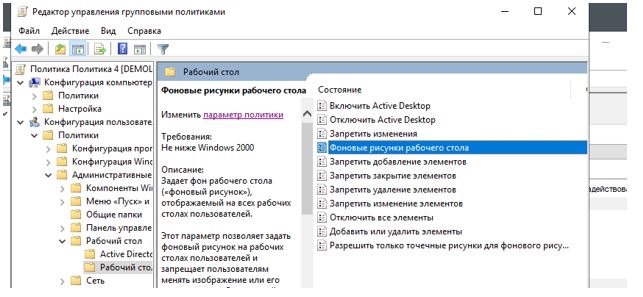 Редактор управления групповыми политиками
Файл Действие Вид Справка
Политика Политика 4 [DEMOL
Конфигурация компьютер
Политики
Настройка
Конфигурация пользовате
Политики
Конфигурация прог
Конфигурация Winc
Административные
Компоненты Win
Меню «Пуск» и
Общие папки
Панель управле
Рабочий стол
Active Directo
Рабочий сто
Сеть
Рабочий стол
Фоновые рисунки рабочего стола
Изменить параметр политики
Требования:
Не ниже Windows 2000
Описание:
Задает фон рабочего стола
(«фоновый рисунок»),
отображаемый на всех рабочих
столах пользователей.
Этот параметр позволяет задать
фоновый рисунок на рабочих
столах пользователей и
запрещает пользователям
менять изображение или его
Состояние
Включить Active Desktop
Отключить Active Desktop
Запретить изменения
Фоновые рисунки рабочего стола
Запретить добавление элементов
Запретить закрытие элементов
Запретить удаление элементов
Запретить изменение элементов
Отключить все элементы
Добавить или удалить элементы
Разрешить только точечные рисунки для фонового рису...